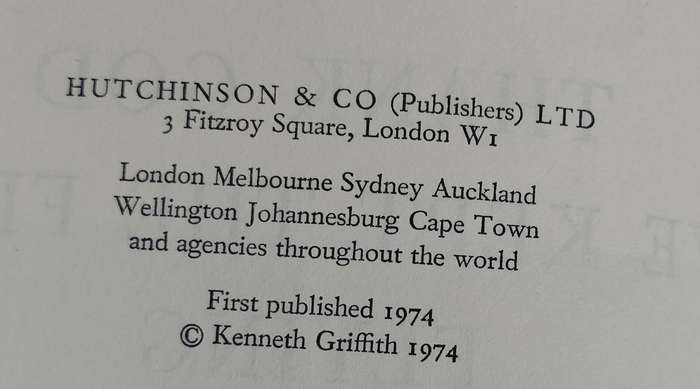 HUTCHINSON & CO (Publishers) LTD
3 Fitzroy Square, London W1
London Melbourne Sydney Auckland
Wellington Johannesburg Cape Town
and agencies throughout the world
First published 1974
© Kenneth Griffith 1974